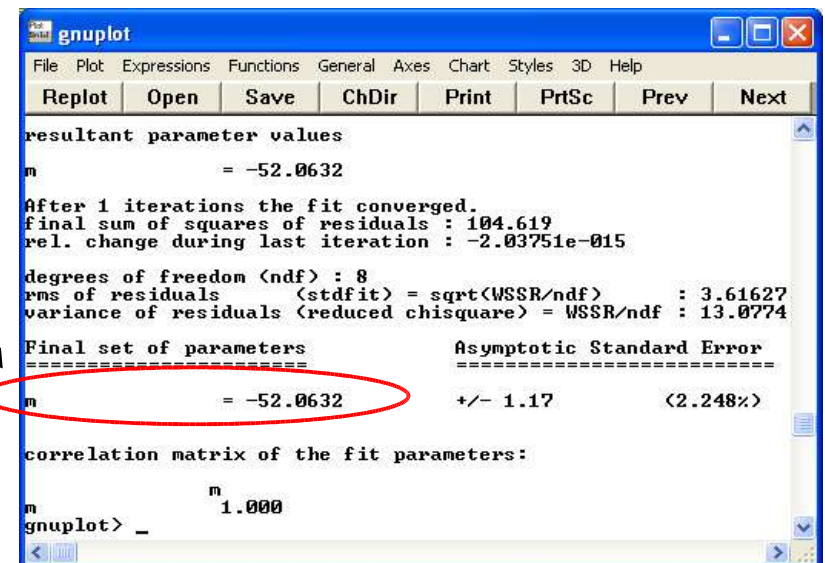 gnuplot
File Plot Expressions Functions General Axes Chart Styles 3D Help
Replot Open Save ChDir Print PrtSc Prev Next
resultant parameter values
m = -52.0632
After 1 iterations the fit converged.
final sum of squares of residuals : 104.619
rel. change during last iteration : -2.03751e-015
degrees of freedom (ndf) : 8
rms of residuals (stdfit) = sqrt(WSSR/ndf) : 3.61627
variance of residuals (reduced chisquare) = WSSR/ndf : 13.0774
Final set of parameters Asymptotic Standard Error
======================= ==========================
m = -52.0632 +/- 1.17 (2.248%)
correlation matrix of the fit parameters:
m
m 1.000
gnuplot> _